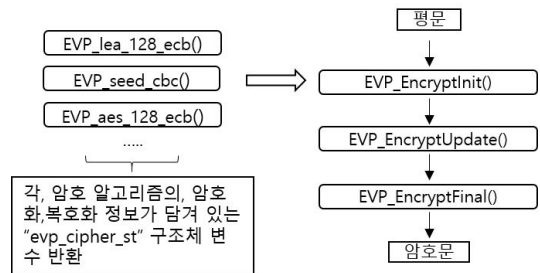 EVP_lea_128_ecb()
EVP_seed_cbc()
EVP_aes_128_ecb()
.....
각, 암호 알고리즘의, 암호
화,복호화 정보가 담겨 있는
“evp_cipher_st” 구조체 변
수 반환
평문
EVP_EncryptInit()
EVP_EncryptUpdate()
EVP_EncryptFinal()
암호문